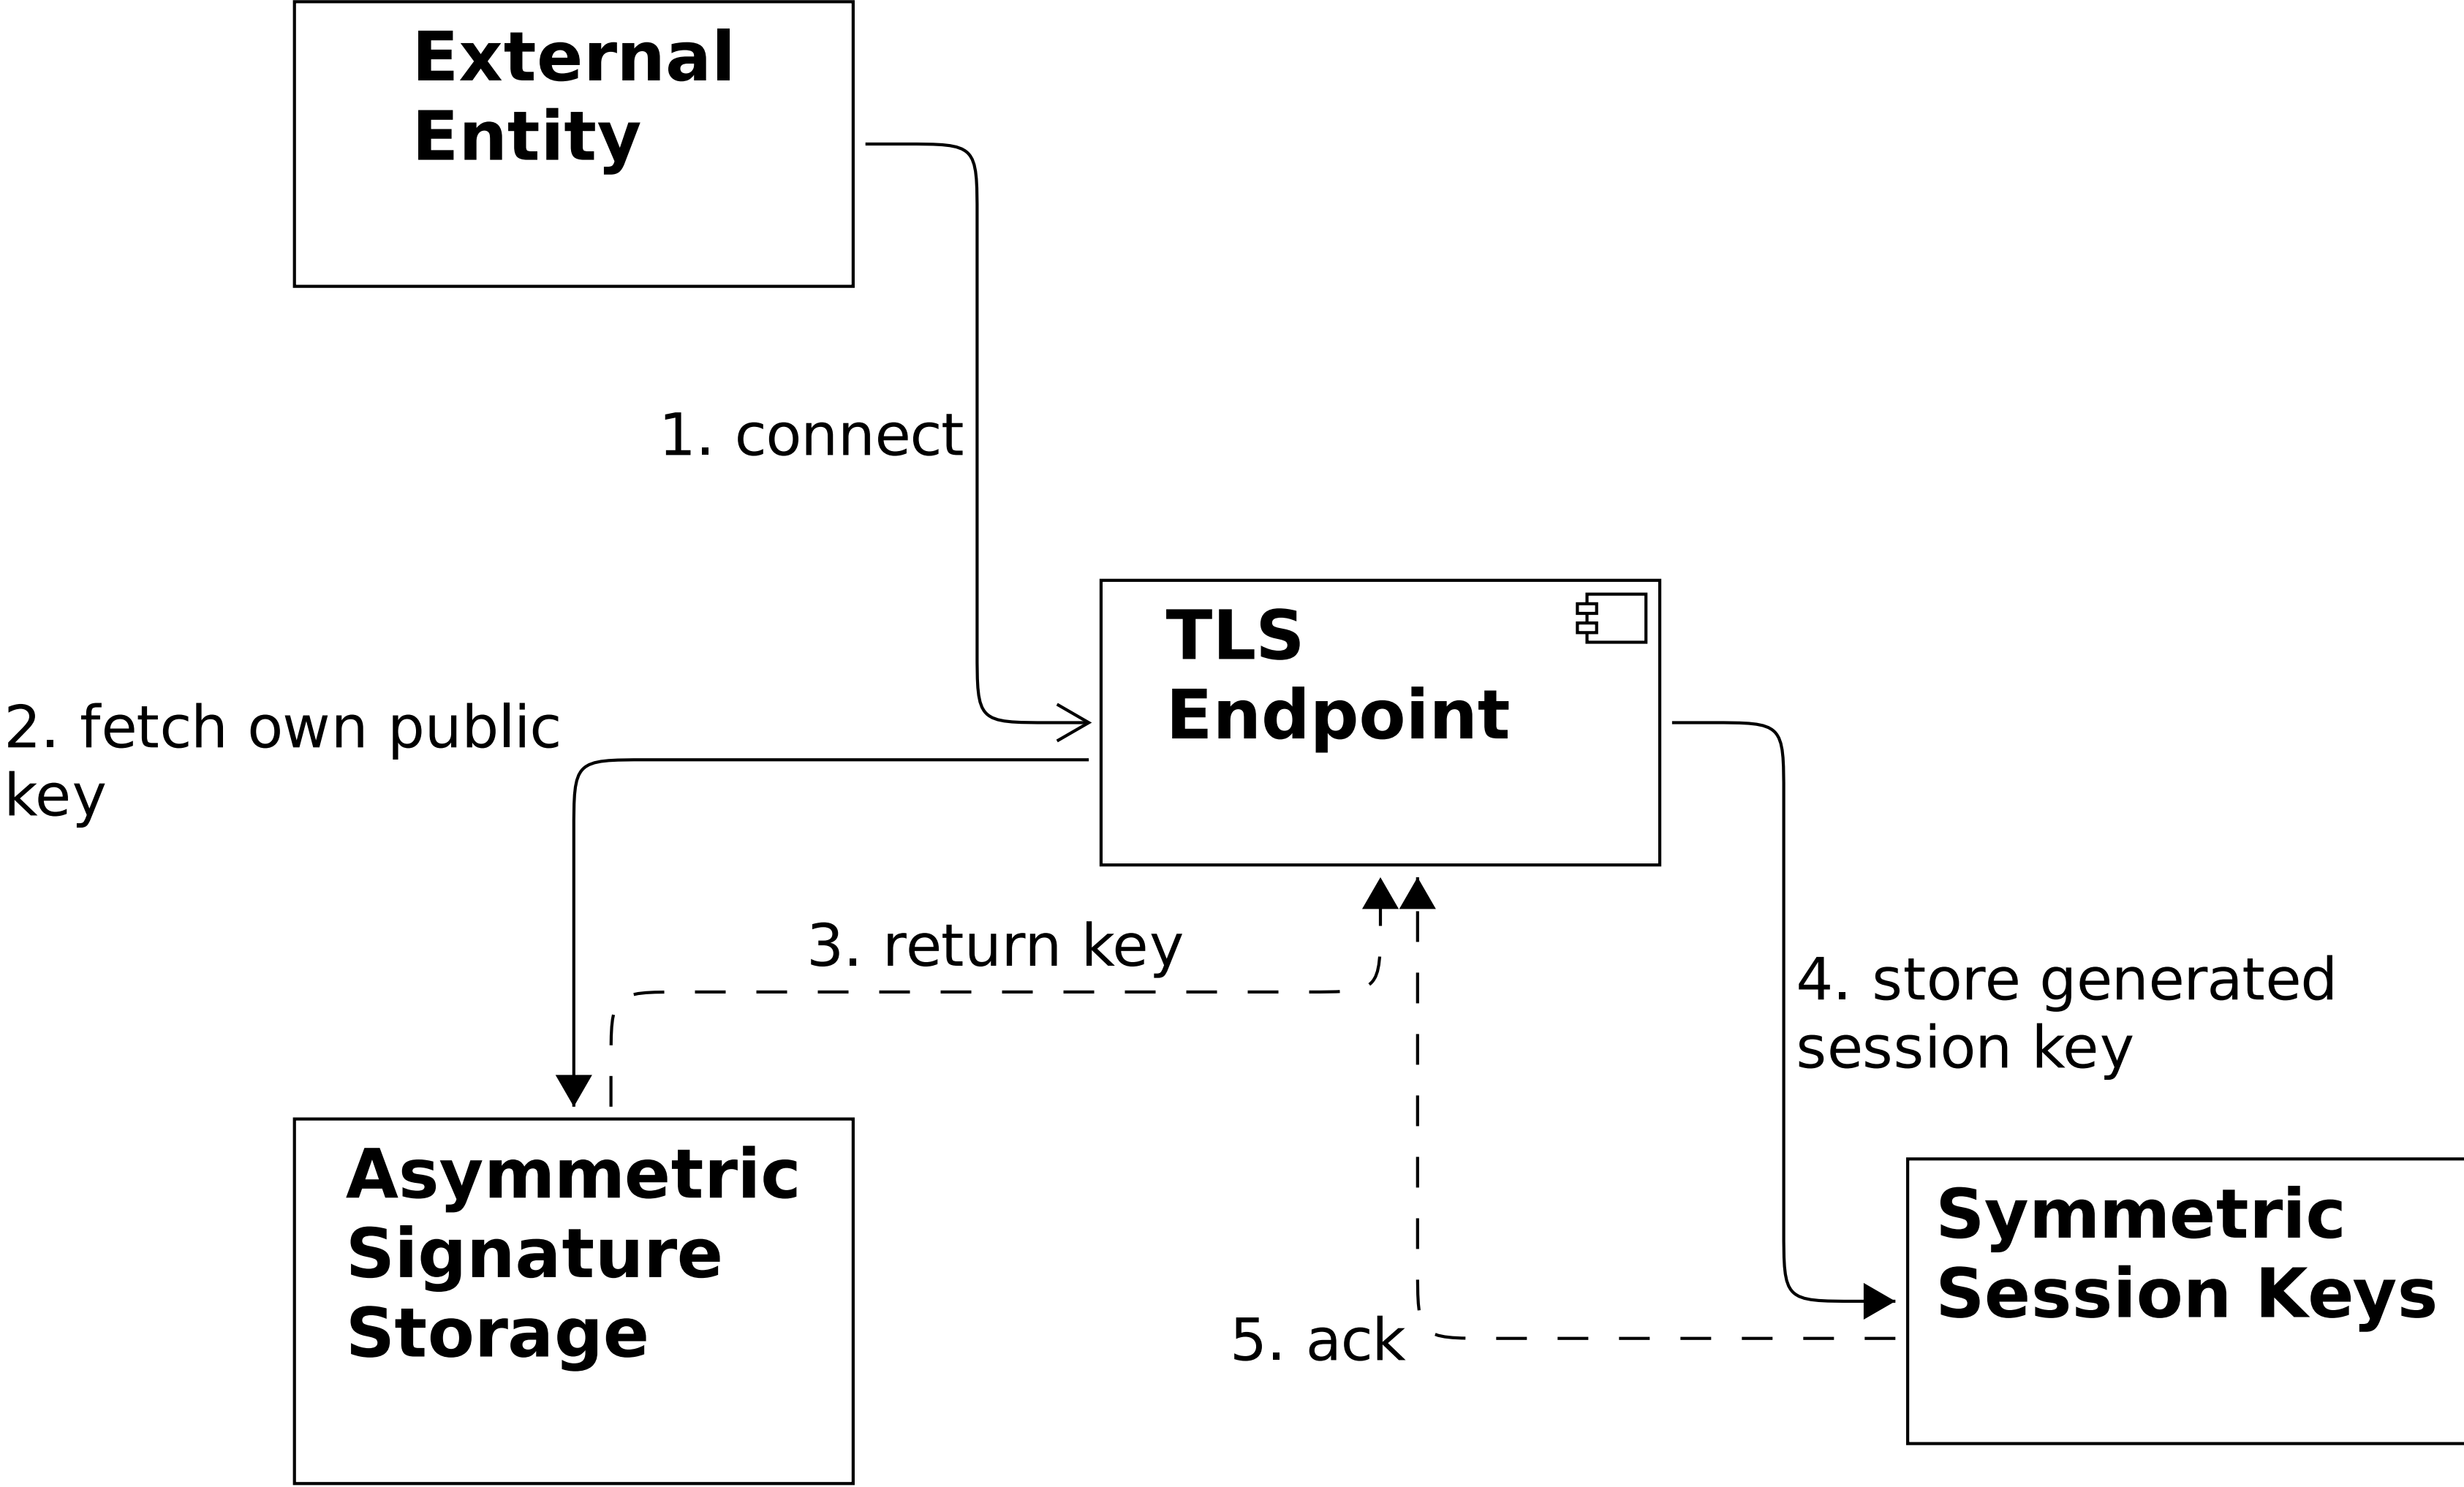 External
Entity
1. connect
TLS
Endpoint
2. fetch own public
key
3. return key
4. store generated
session key
Asymmetric
Signature
Storage
Symmetric
Session Keys
5. ack